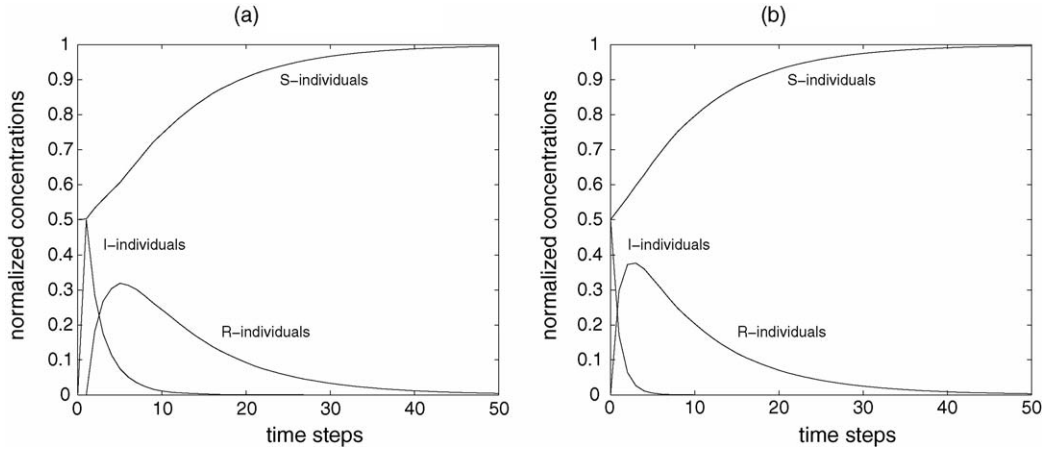 (a)
normalized concentrations
1
0.9
0.8
0.7
0.6
0.5
0.4
0.3
0.2
0.1
0
S-individuals
I-individuals
R-individuals
0 10 20 30 40 50
time steps
(b)
normalized concentrations
1
0.9
0.8
0.7
0.6
0.5
0.4
0.3
0.2
0.1
0
S-individuals
I-individuals
R-individuals
0 10 20 30 40 50
time steps